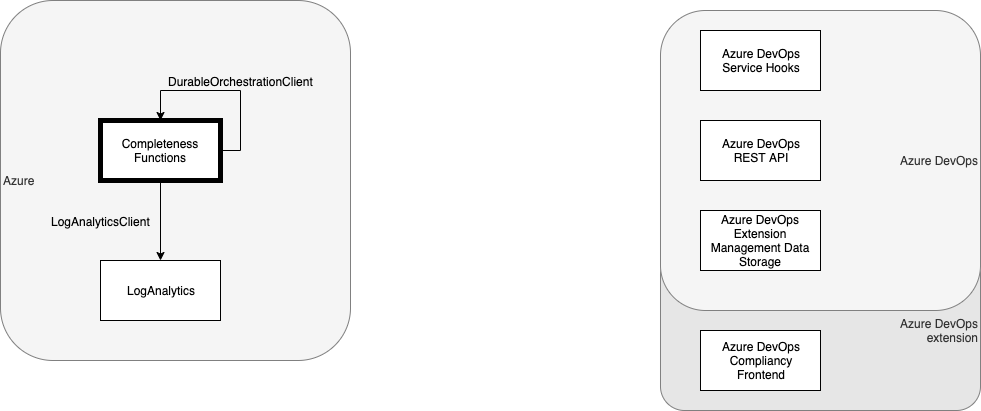 DurableOrchestrationClient
Completeness
Functions
Azure
LogAnalyticsClient
LogAnalytics
Azure DevOps
Service Hooks
Azure DevOps
REST API
Azure DevOps
Azure DevOps
Extension
Management Data
Storage
Azure DevOps
extension
Azure DevOps
Compliancy
Frontend